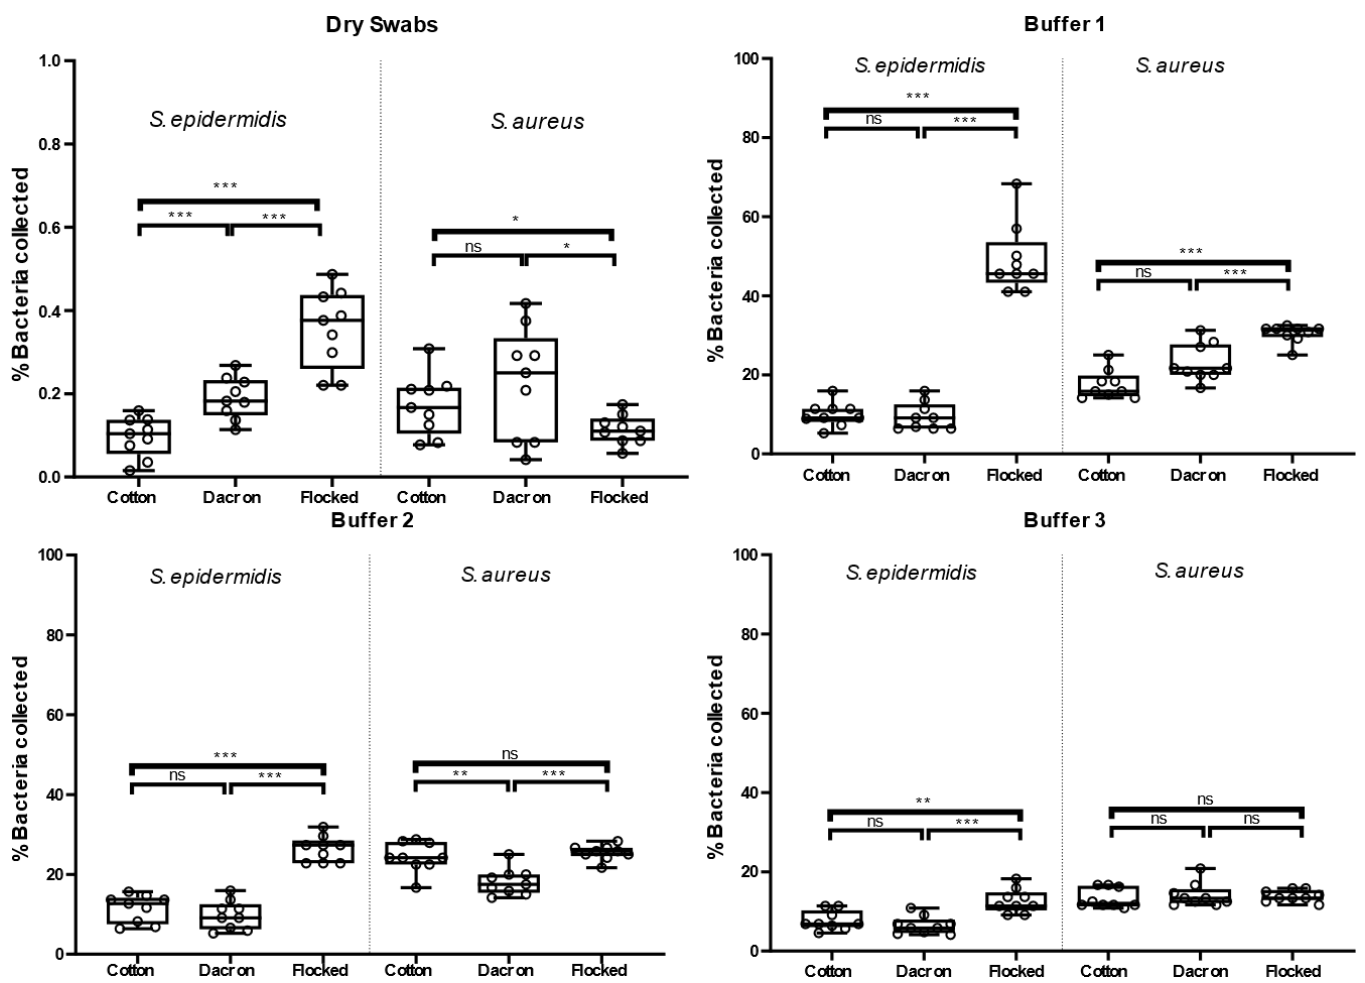 Dry Swabs
% Bacteria collected
1.0
0.8
0.6
0.4
0.2
0.0
S. epidermidis
S. aureus
***
***
***
*
ns
*
Cotton
Dacron
Flocked
Cotton
Dacron
Flocked
Buffer 1
% Bacteria collected
100
80
60
40
20
0
S. epidermidis
S. aureus
***
ns
***
***
ns
***
Cotton
Dacron
Flocked
Cotton
Dacron
Flocked
Buffer 2
% Bacteria collected
100
80
60
40
20
0
S. epidermidis
S. aureus
***
ns
***
ns
**
***
Cotton
Dacron
Flocked
Cotton
Dacron
Flocked
Buffer 3
% Bacteria collected
100
80
60
40
20
0
S. epidermidis
S. aureus
**
ns
***
ns
ns
ns
Cotton
Dacron
Flocked
Cotton
Dacron
Flocked